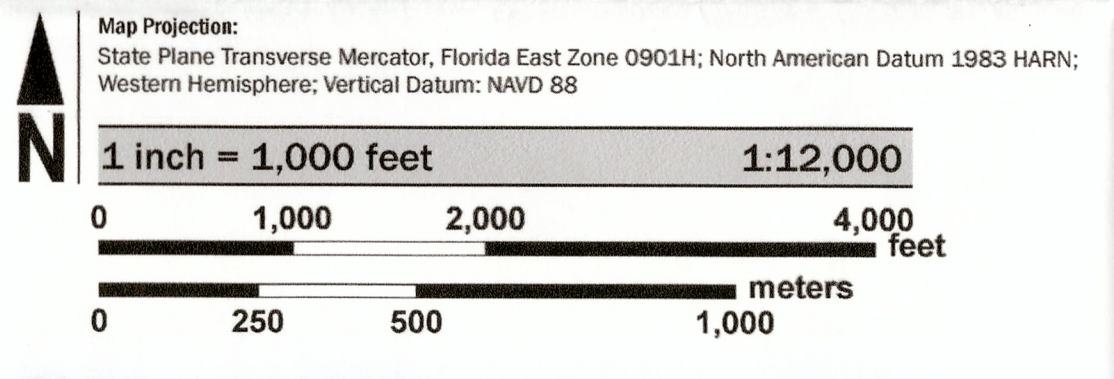 Map Projection:
State Plane Transverse Mercator, Florida East Zone 0901H; North American Datum 1983 HARN;
Western Hemisphere; Vertical Datum: NAVD 88
N
1 inch = 1,000 feet 1:12,000
0 1,000 2,000 4,000
feet
meters
0 250 500 1,000